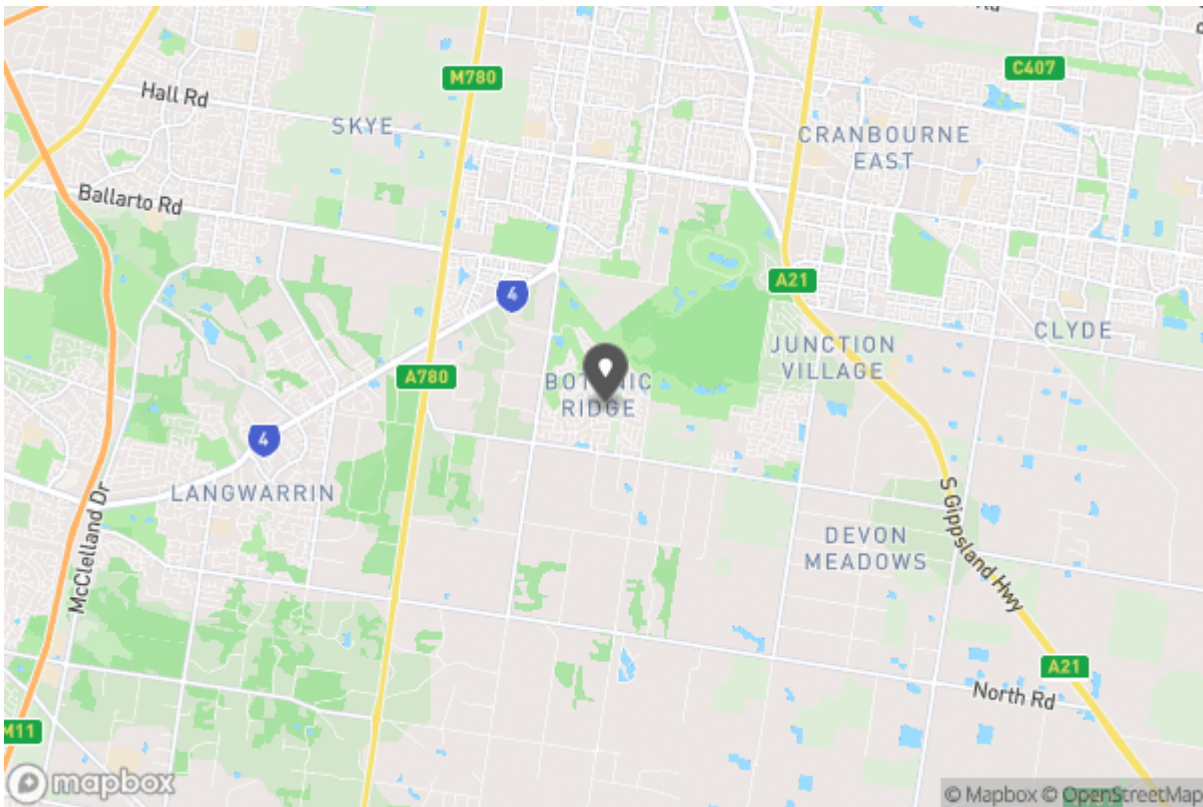 Rd
M780
C407
Hall Rd
SKYE
CRANBOURNE
EAST
Ballarto Rd
A21
4
CLYDE
JUNCTION
VILLAGE
A780
RIDGE
4
LANGWARRIN
McClelland Dr
DEVON
MEADOWS
S Gippsland Hwy
A21
North Rd
M11
mapbox
© Mapbox © OpenStreetMap